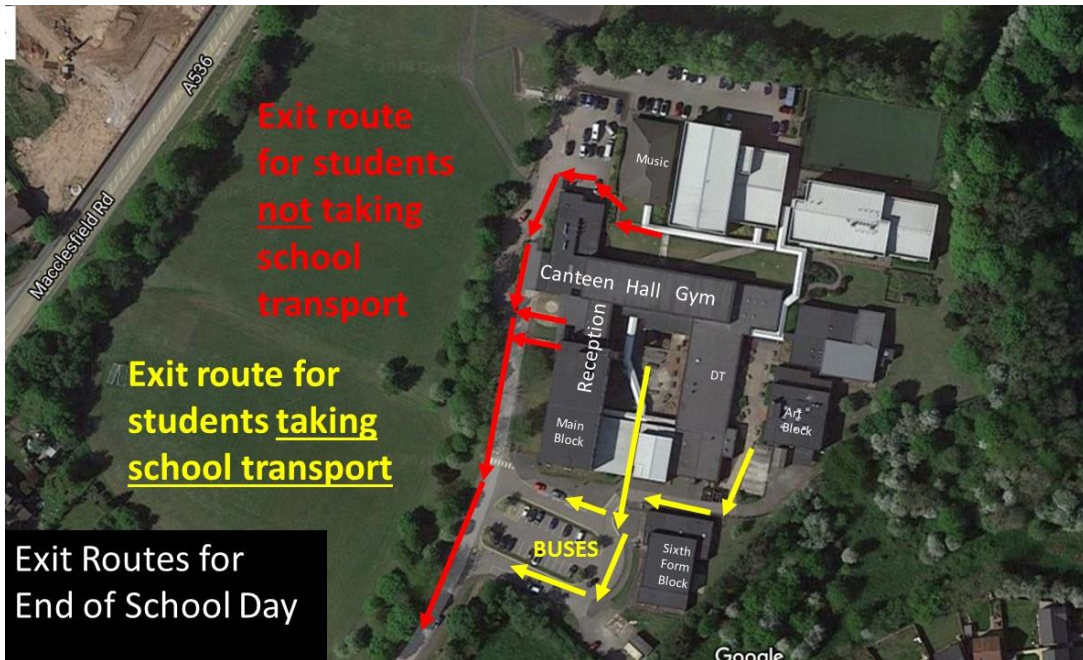 A536
Macclesfield Rd
Exit route
for students
not taking
school
transport
Exit route for
students taking
school transport
Music
Canteen Hall Gym
Reception
DT
Main
Block
Art
Block
BUSES
Sixth
Form
Block
Exit Routes for
End of School Day
Google